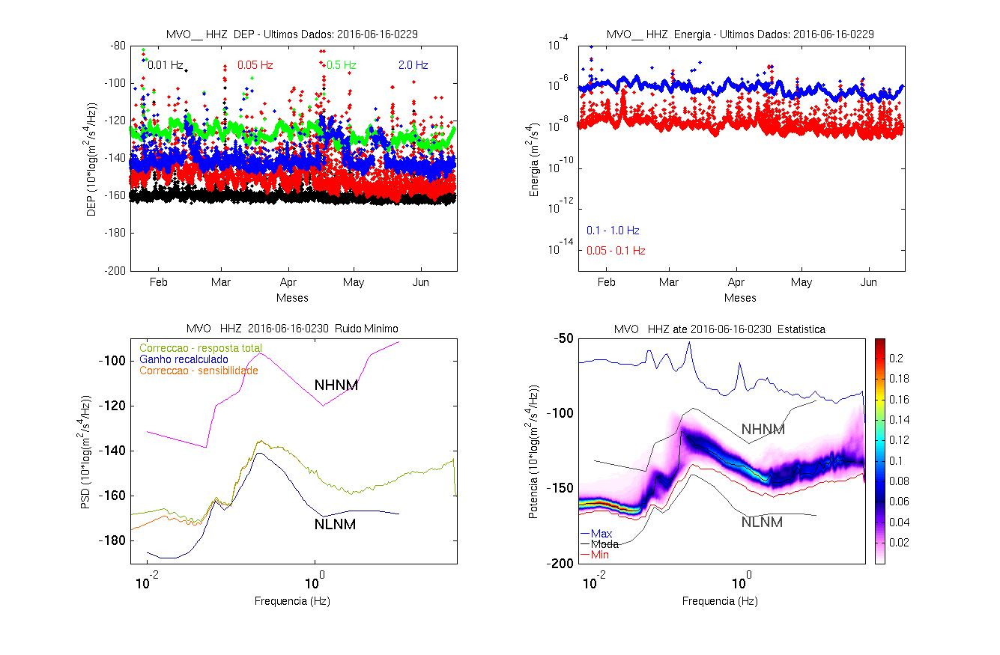 MVO__ HHZ DEP - Ultimos Dados: 2016-06-16-0229
-80
-100
-120
-140
-160
-180
-200
DEP (10*log(m²/s⁴/Hz))
0.01 Hz
0.05 Hz
0.5 Hz
2.0 Hz
Feb
Mar
Apr
May
Jun
Meses
MVO__ HHZ Energia - Ultimos Dados: 2016-06-16-0229
10⁻⁴
10⁻⁶
10⁻⁸
10⁻¹⁰
10⁻¹²
10⁻¹⁴
Energia (m²/s⁴)
0.1 - 1.0 Hz
0.05 - 0.1 Hz
Feb
Mar
Apr
May
Jun
Meses
MVO HHZ 2016-06-16-0230 Ruido Minimo
Correccao - resposta total
Ganho recalculado
Correccao - sensibilidade
-100
-120
-140
-160
-180
PSD (10*log(m²/s⁴/Hz))
NHNM
NLNM
10⁻²
10⁰
Frequencia (Hz)
MVO HHZ ate 2016-06-16-0230 Estatistica
-50
-100
-150
-200
Potencia (10*log(m²/s⁴/Hz))
NHNM
NLNM
Max
Moda
Min
10⁻²
10⁰
Frequencia (Hz)
0.2
0.18
0.16
0.14
0.12
0.1
0.08
0.06
0.04
0.02